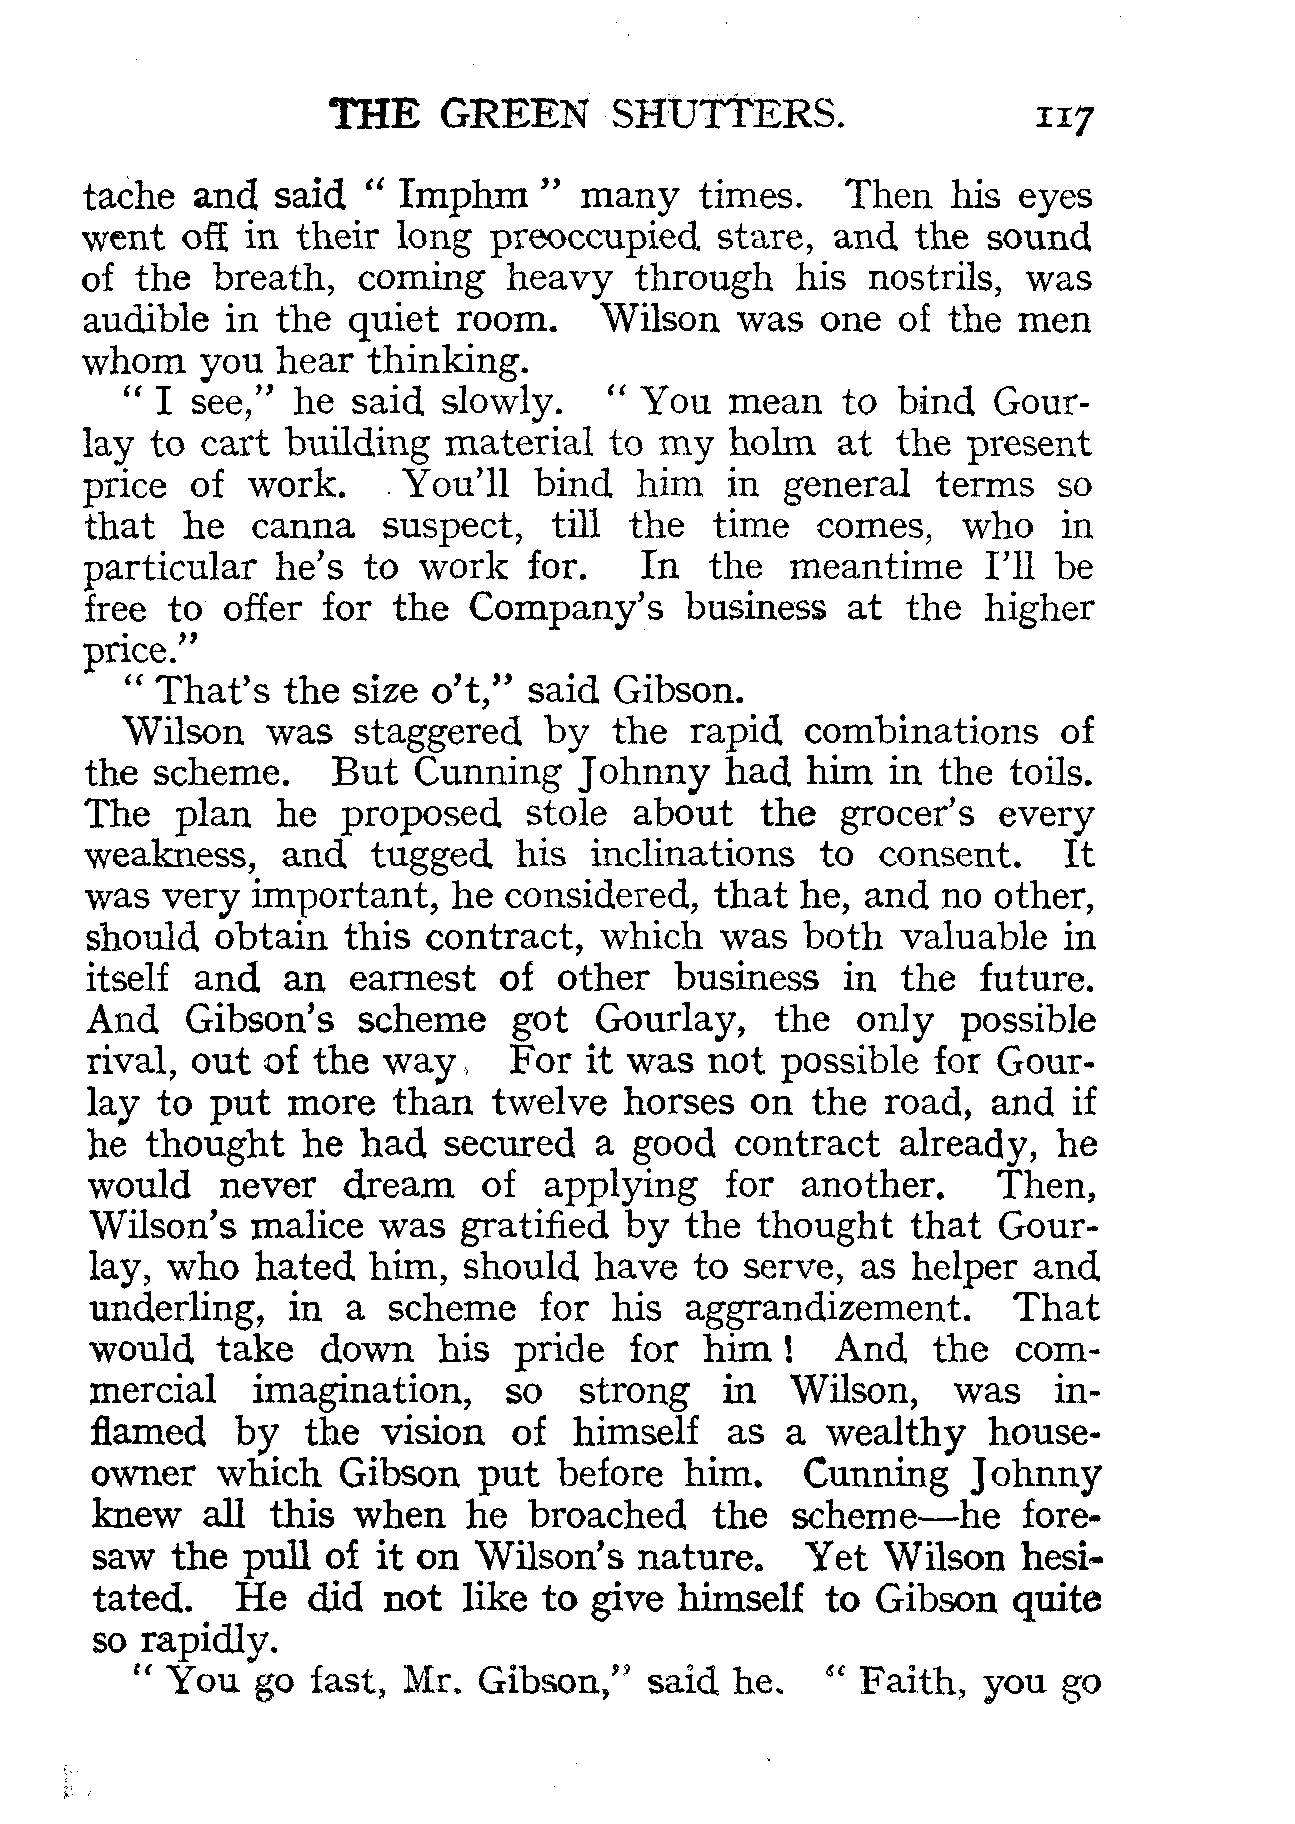 THE GREEN SHUTTERS. 117
tache and said “ Imphm ” many times. Then his eyes
went off in their long preoccupied stare, and the sound
of the breath, coming heavy through his nostrils, was
audible in the quiet room. Wilson was one of the men
whom you hear thinking.
“ I see,” he said slowly. “ You mean to bind Gour-
lay to cart building material to my holm at the present
price of work. You’ll bind him in general terms so
that he canna suspect, till the time comes, who in
particular he’s to work for. In the meantime I’ll be
free to offer for the Company’s business at the higher
price.”
“ That’s the size o’t,” said Gibson.
Wilson was staggered by the rapid combinations of
the scheme. But Cunning Johnny had him in the toils.
The plan he proposed stole about the grocer’s every
weakness, and tugged his inclinations to consent. It
was very important, he considered, that he, and no other,
should obtain this contract, which was both valuable in
itself and an earnest of other business in the future.
And Gibson’s scheme got Gourlay, the only possible
rival, out of the way. For it was not possible for Gour-
lay to put more than twelve horses on the road, and if
he thought he had secured a good contract already, he
would never dream of applying for another. Then,
Wilson’s malice was gratified by the thought that Gour-
lay, who hated him, should have to serve, as helper and
underling, in a scheme for his aggrandizement. That
would take down his pride for him ! And the com-
mercial imagination, so strong in Wilson, was in-
flamed by the vision of himself as a wealthy house-
owner which Gibson put before him. Cunning Johnny
knew all this when he broached the scheme—he fore-
saw the pull of it on Wilson’s nature. Yet Wilson hesi-
tated. He did not like to give himself to Gibson quite
so rapidly.
“ You go fast, Mr. Gibson,” said he. “ Faith, you go